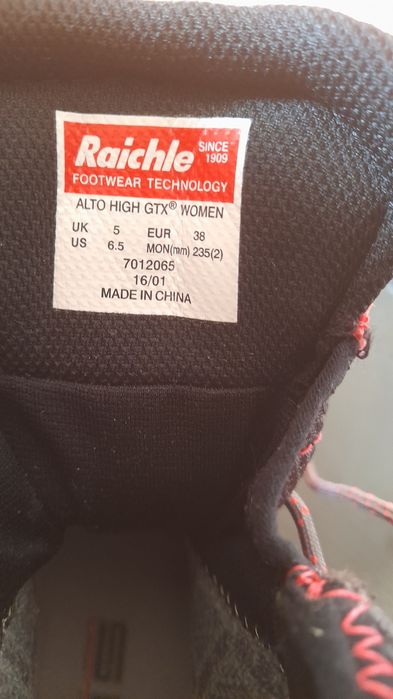 Raichle SINCE 1909
FOOTWEAR TECHNOLOGY
ALTO HIGH GTX® WOMEN
UK 5 EUR 38
US 6.5 MON(mm) 235(2)
7012065
16/01
MADE IN CHINA